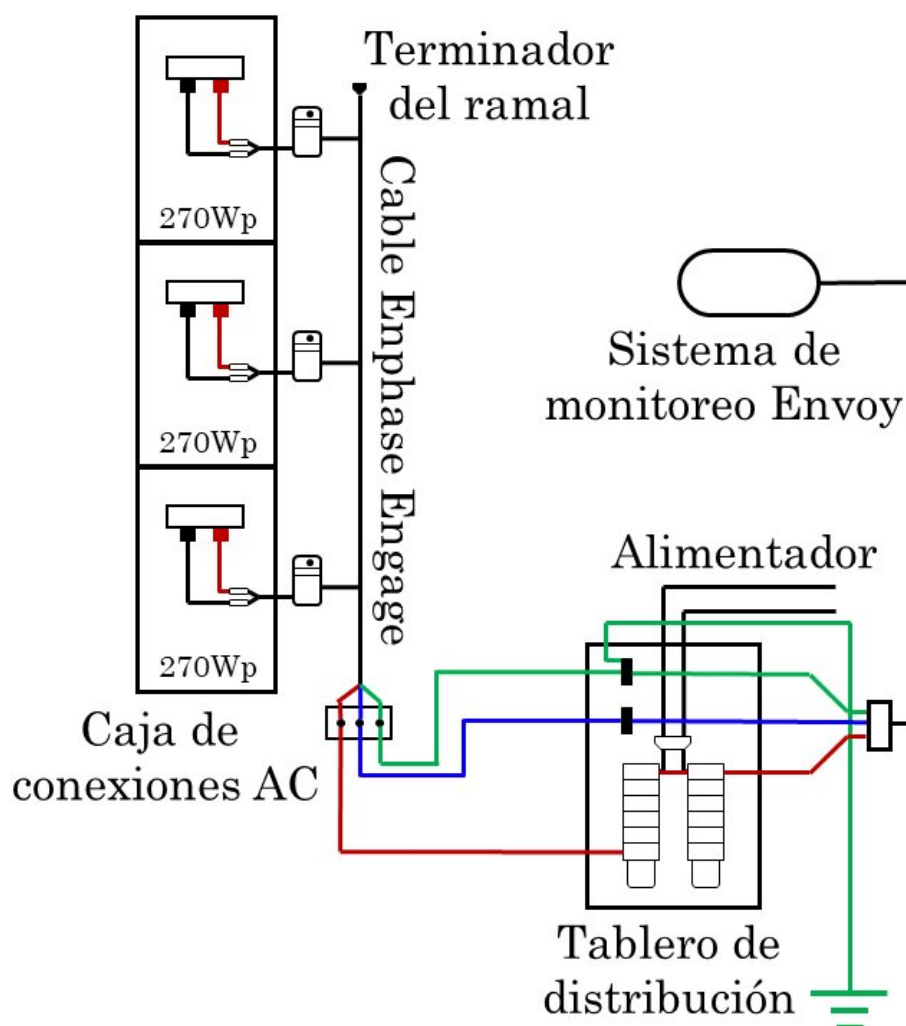 Terminador
del ramal
270Wp
Cable Enphase Engage
270Wp
Sistema de
monitoreo Envoy
Alimentador
270Wp
Caja de
conexiones AC
Tablero de
distribución